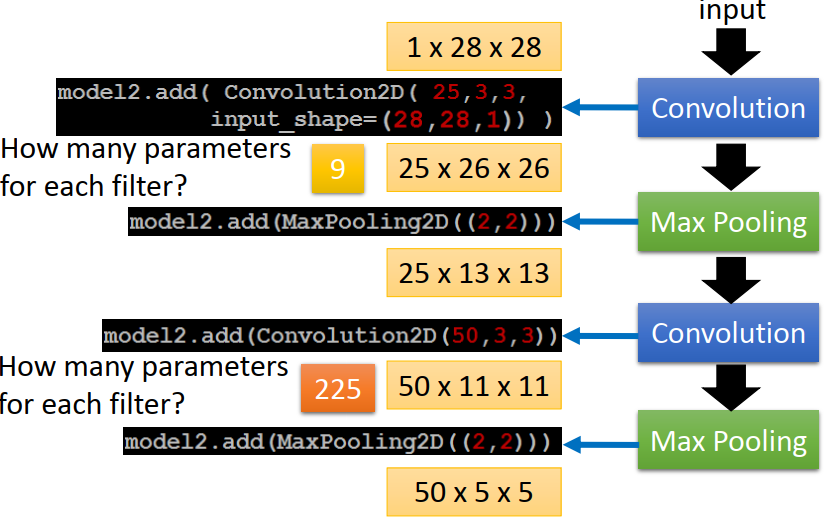 input
1 x 28 x 28
model2.add( Convolution2D( 25,3,3,
input_shape=(28,28,1)) )
Convolution
How many parameters
for each filter?
9
25 x 26 x 26
model2.add(MaxPooling2D((2,2)))
Max Pooling
25 x 13 x 13
model2.add(Convolution2D(50,3,3))
Convolution
How many parameters
for each filter?
225
50 x 11 x 11
model2.add(MaxPooling2D((2,2)))
Max Pooling
50 x 5 x 5